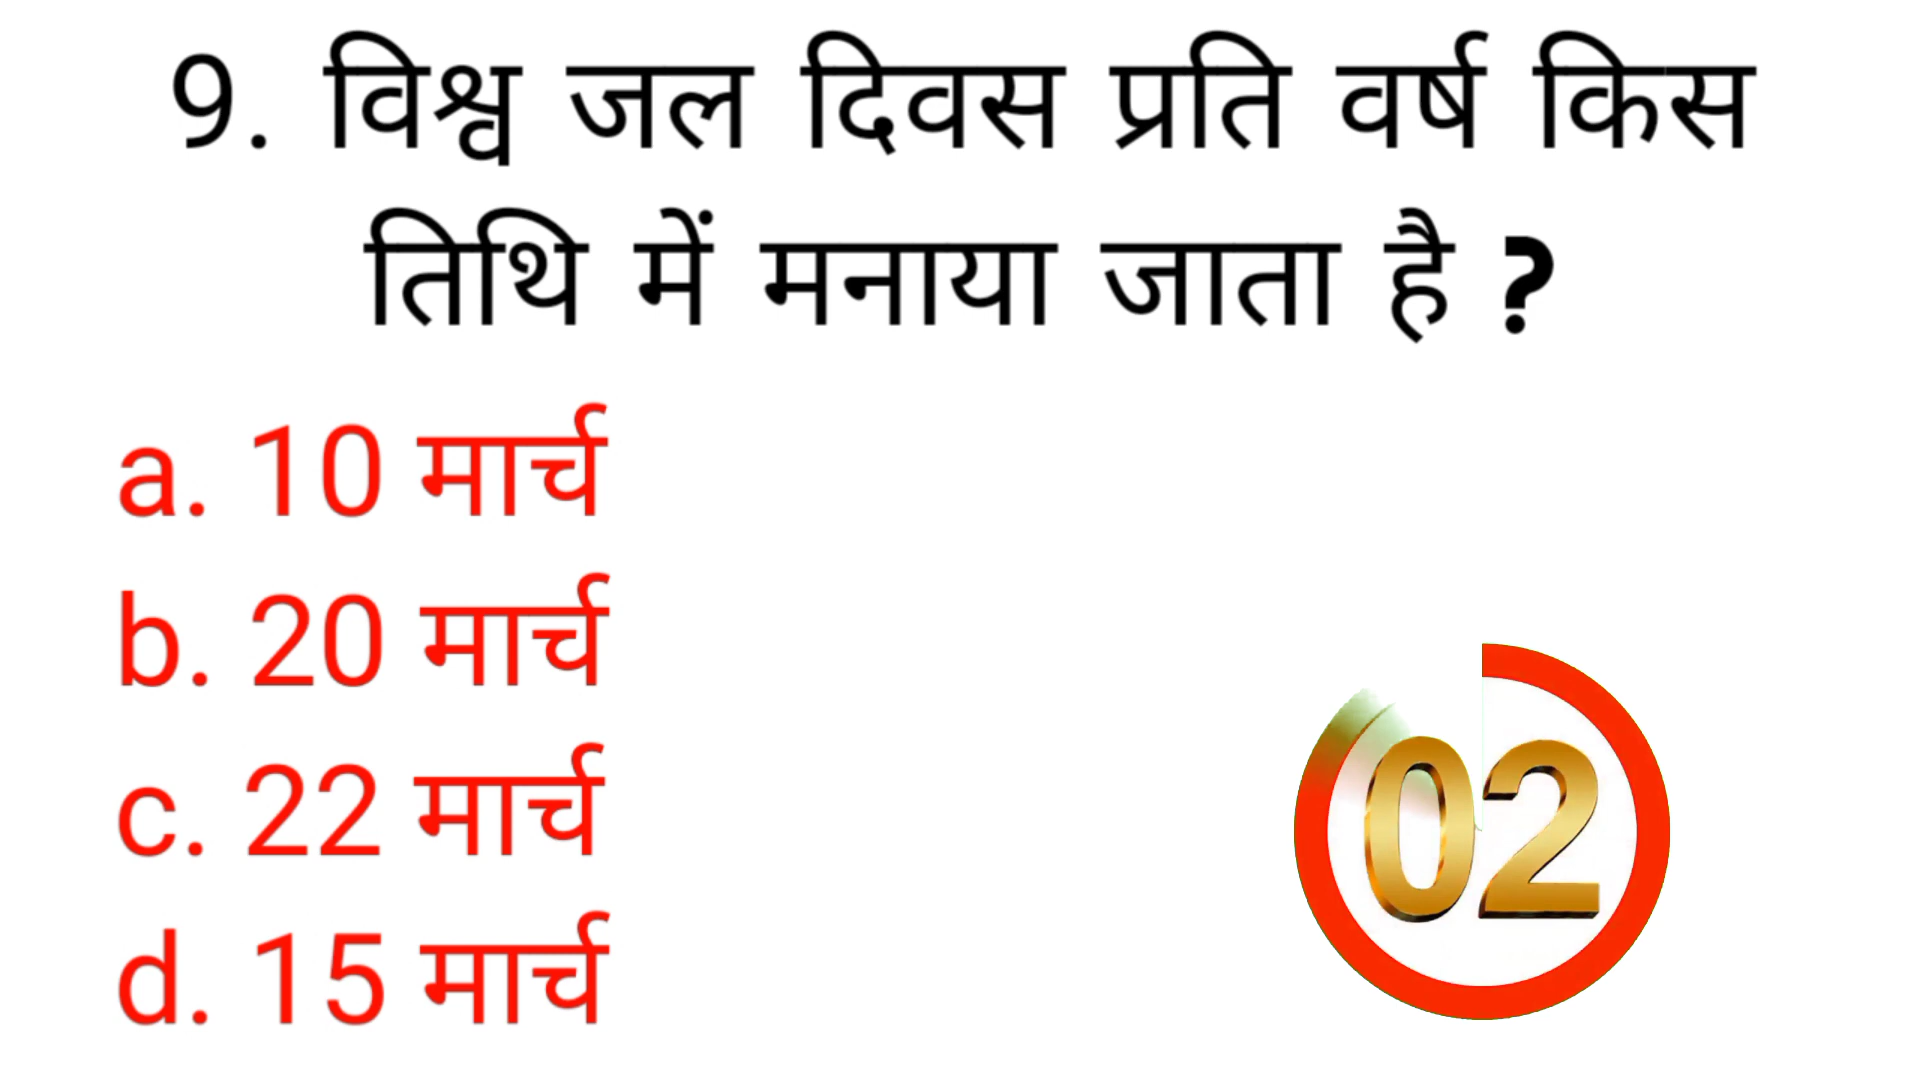 9. विश्व जल दिवस प्रति वर्ष किस
तिथि में मनाया जाता है ?
a. 10 मार्च
b. 20 मार्च
c. 22 मार्च
d. 15 मार्च
02